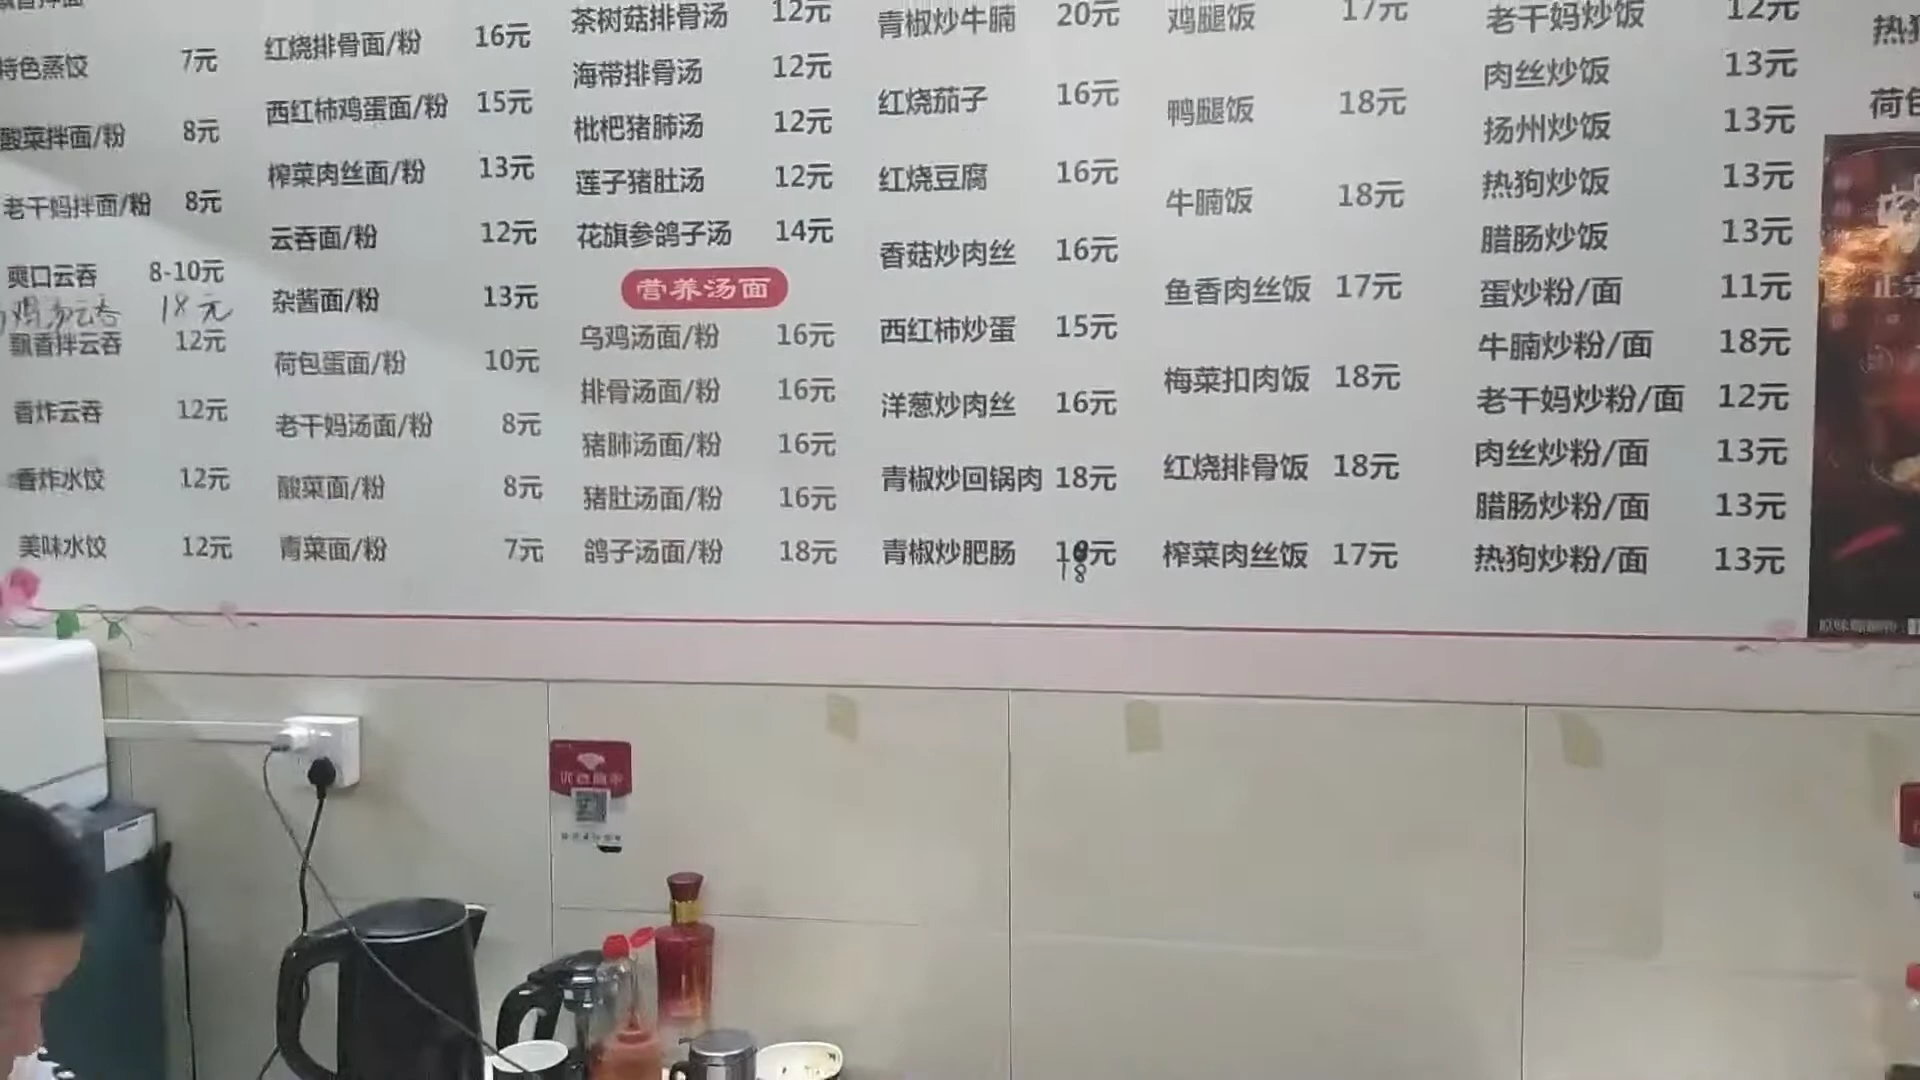 特色蒸饺 7元
酸菜拌面/粉 8元
老干妈拌面/粉 8元
爽口云吞 8-10元
鸡汤云吞 18元
飘香拌云吞 12元
香炸云吞 12元
香炸水饺 12元
美味水饺 12元
红烧排骨面/粉 16元
西红柿鸡蛋面/粉 15元
榨菜肉丝面/粉 13元
云吞面/粉 12元
杂酱面/粉 13元
荷包蛋面/粉 10元
老干妈汤面/粉 8元
酸菜面/粉 8元
青菜面/粉 7元
茶树菇排骨汤 12元
海带排骨汤 12元
枇杷猪肺汤 12元
莲子猪肚汤 12元
花旗参鸽子汤 14元
营养汤面
乌鸡汤面/粉 16元
排骨汤面/粉 16元
猪肺汤面/粉 16元
猪肚汤面/粉 16元
鸽子汤面/粉 18元
青椒炒牛腩 20元
红烧茄子 16元
红烧豆腐 16元
香菇炒肉丝 16元
西红柿炒蛋 15元
洋葱炒肉丝 16元
青椒炒回锅肉 18元
青椒炒肥肠 18元
18
鸡腿饭 17元
鸭腿饭 18元
牛腩饭 18元
鱼香肉丝饭 17元
梅菜扣肉饭 18元
红烧排骨饭 18元
榨菜肉丝饭 17元
老干妈炒饭 12元
肉丝炒饭 13元
扬州炒饭 13元
热狗炒饭 13元
腊肠炒饭 13元
蛋炒粉/面 11元
牛腩炒粉/面 18元
老干妈炒粉/面 12元
肉丝炒粉/面 13元
腊肠炒粉/面 13元
热狗炒粉/面 13元
热狗
荷包